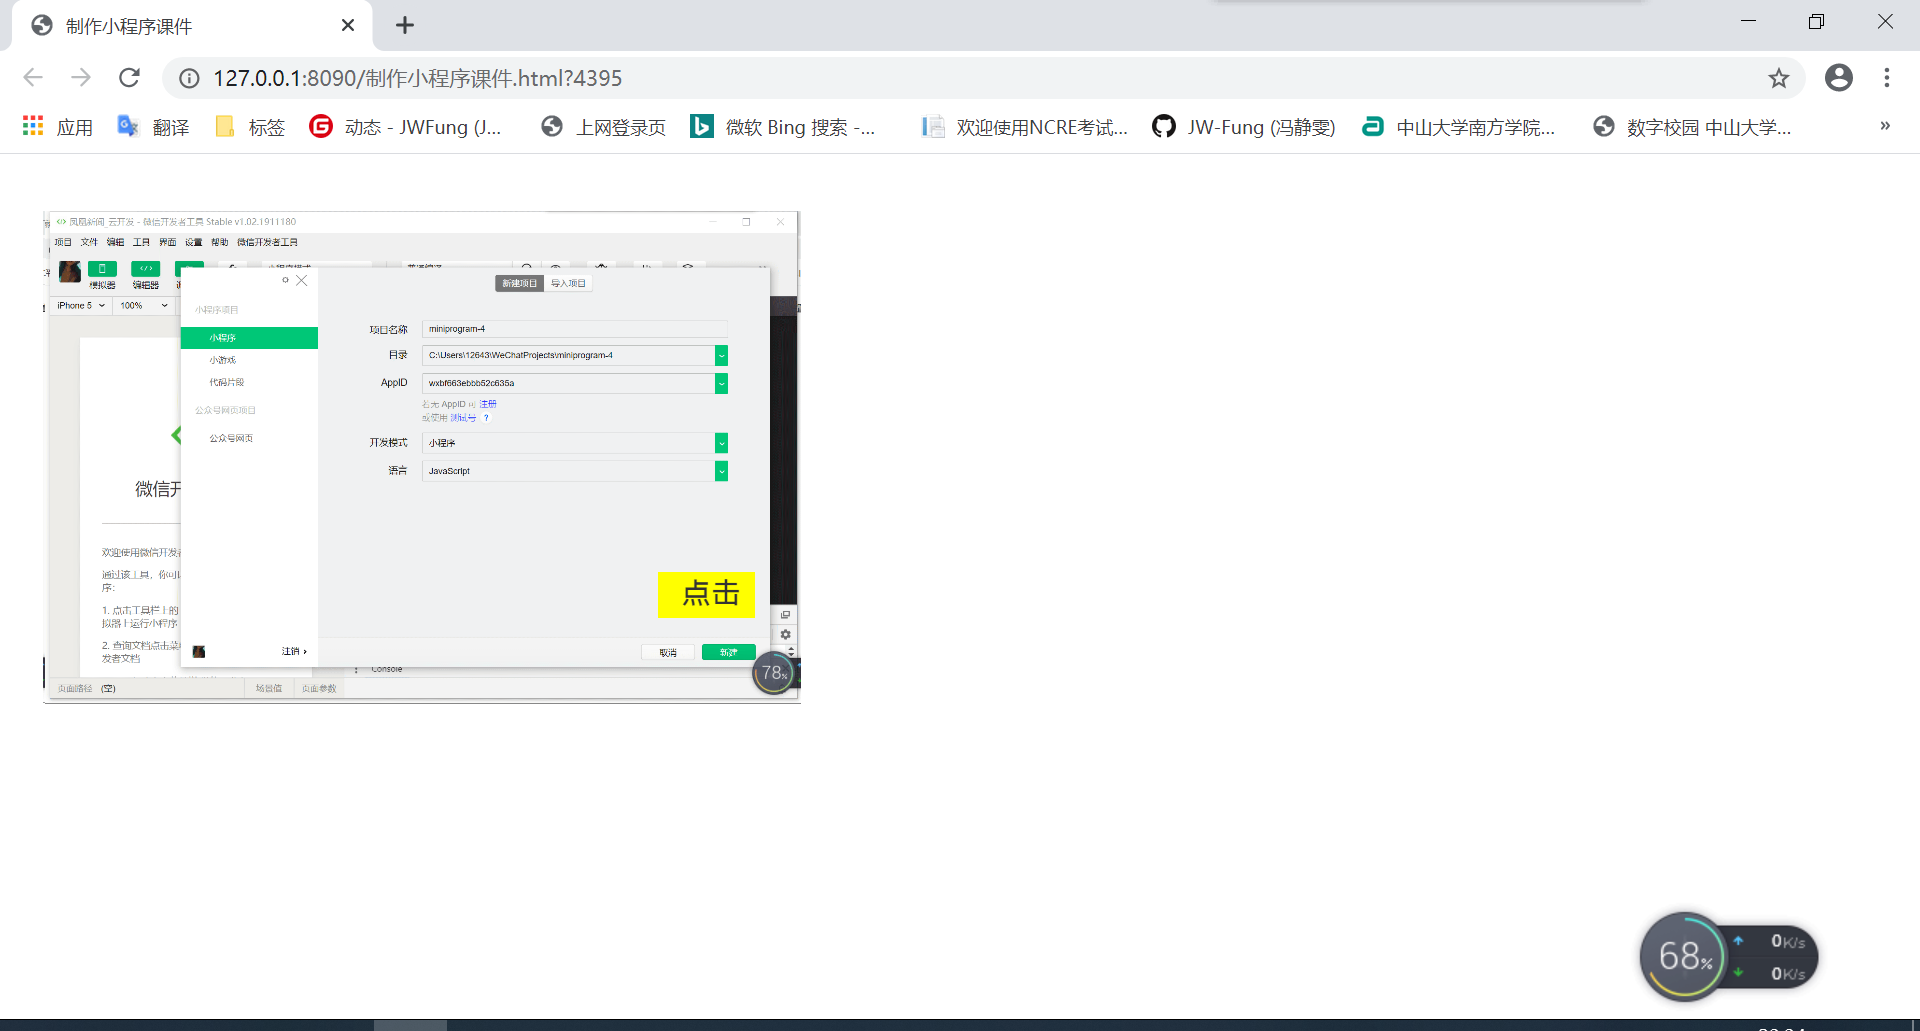 制作小程序课件
127.0.0.1:8090/制作小程序课件.html?4395
应用 翻译 标签 动态 - JWFung (J... 上网登录页 微软 Bing 搜索 -... 欢迎使用NCRE考试... JW-Fung (冯静雯) 中山大学南方学院... 数字校园 中山大学... »
凤凰新闻_云开发 - 微信开发者工具 Stable v1.02.1911180
项目 文件 编辑 工具 界面 设置 帮助 微信开发者工具
模拟器 编辑器
iPhone 5 100%
新建项目 导入项目
小程序项目
小程序
小游戏
代码片段
公众号网页项目
公众号网页
项目名称 miniprogram-4
目录 C:\Users\12643\WeChatProjects\miniprogram-4
AppID wxbf663ebbb52c635a
若无 AppID 可 注册
或使用 测试号 ?
开发模式 小程序
语言 JavaScript
微信开
欢迎使用微信开发
通过该工具，你可
序：
1. 点击工具栏上的
拟器上运行小程序
2. 查询文档点击菜
发者文档
点击
注销 ›
取消 新建
Console
78%
页面路径 (空) 场景值 页面参数
68%
0K/s
0K/s